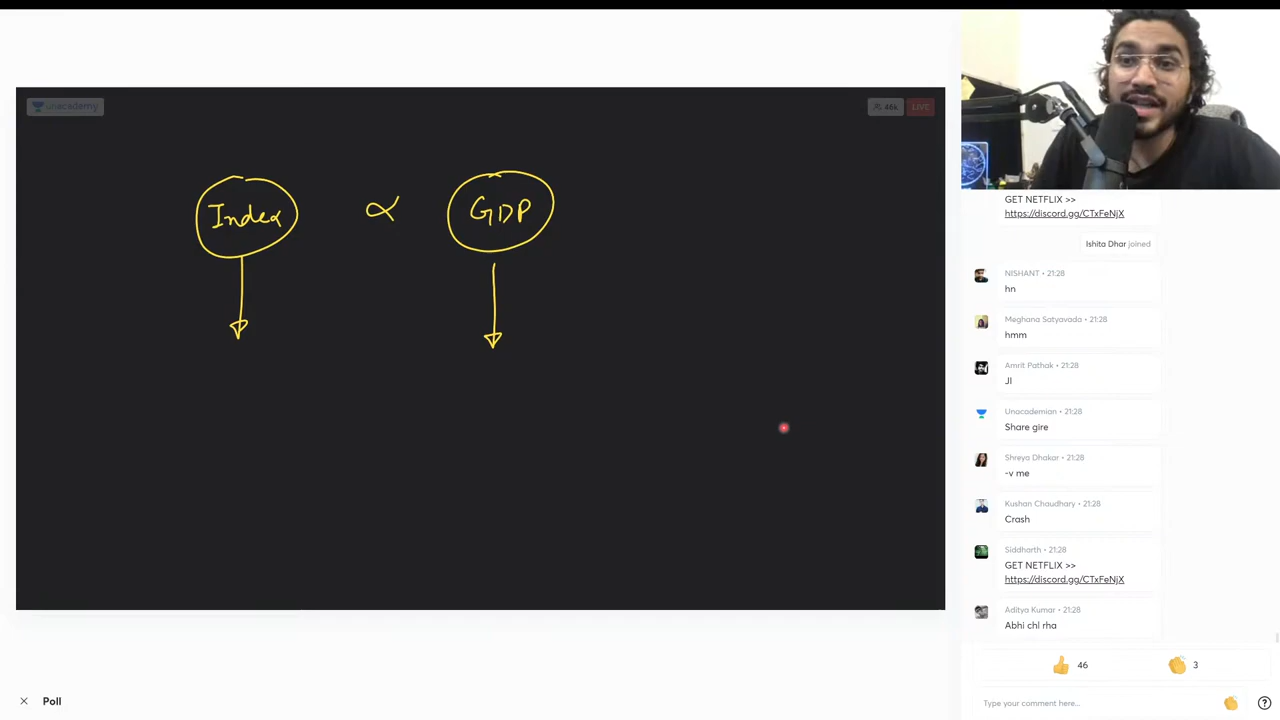 unacademy
46k
LIVE
Index ∝ GDP
GET NETFLIX >>
https://discord.gg/CTxFeNjX
Ishita Dhar joined
NISHANT • 21:28
hn
Meghana Satyavada • 21:28
hmm
Amrit Pathak • 21:28
JI
Unacademian • 21:28
Share gire
Shreya Dhakar • 21:28
-v me
Kushan Chaudhary • 21:28
Crash
Siddharth • 21:28
GET NETFLIX >>
https://discord.gg/CTxFeNjX
Aditya Kumar • 21:28
Abhi chl rha
46
3
Poll
Type your comment here...